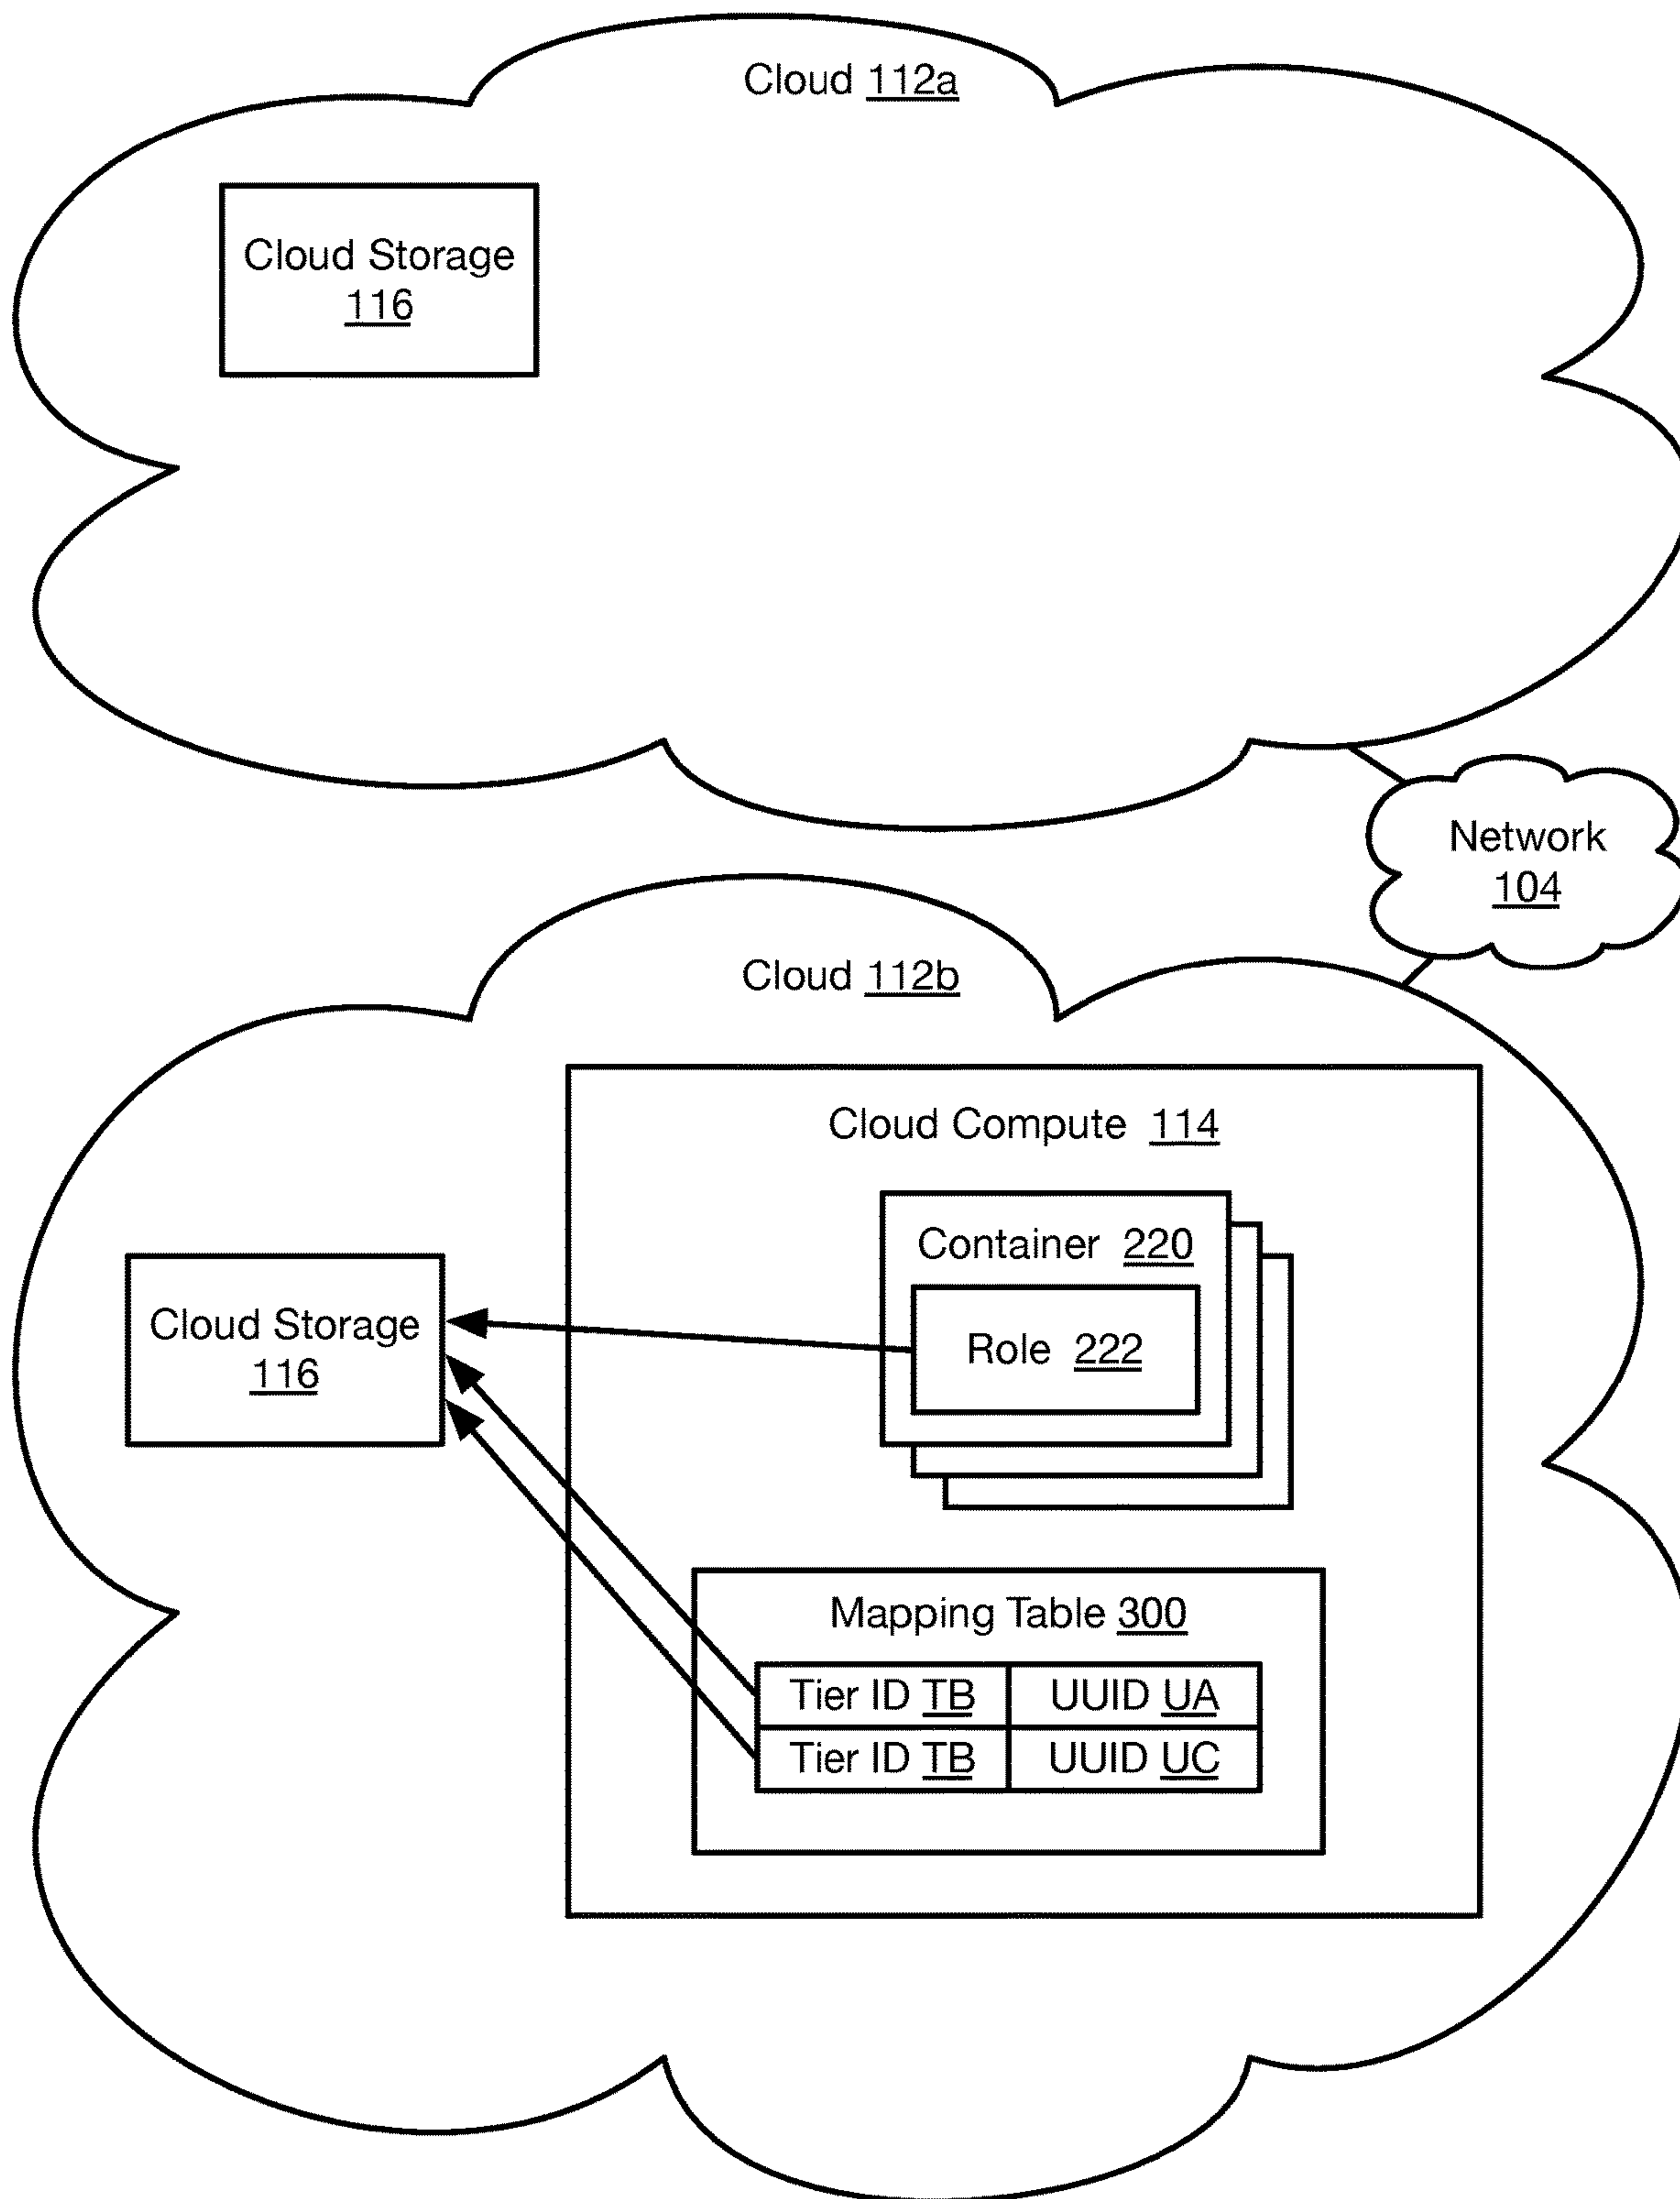 Cloud 112a
Cloud Storage
116
Network
104
Cloud 112b
Cloud Compute 114
Container 220
Cloud Storage
116
Role 222
Mapping Table 300
Tier ID TB UUID UA
Tier ID TB UUID UC